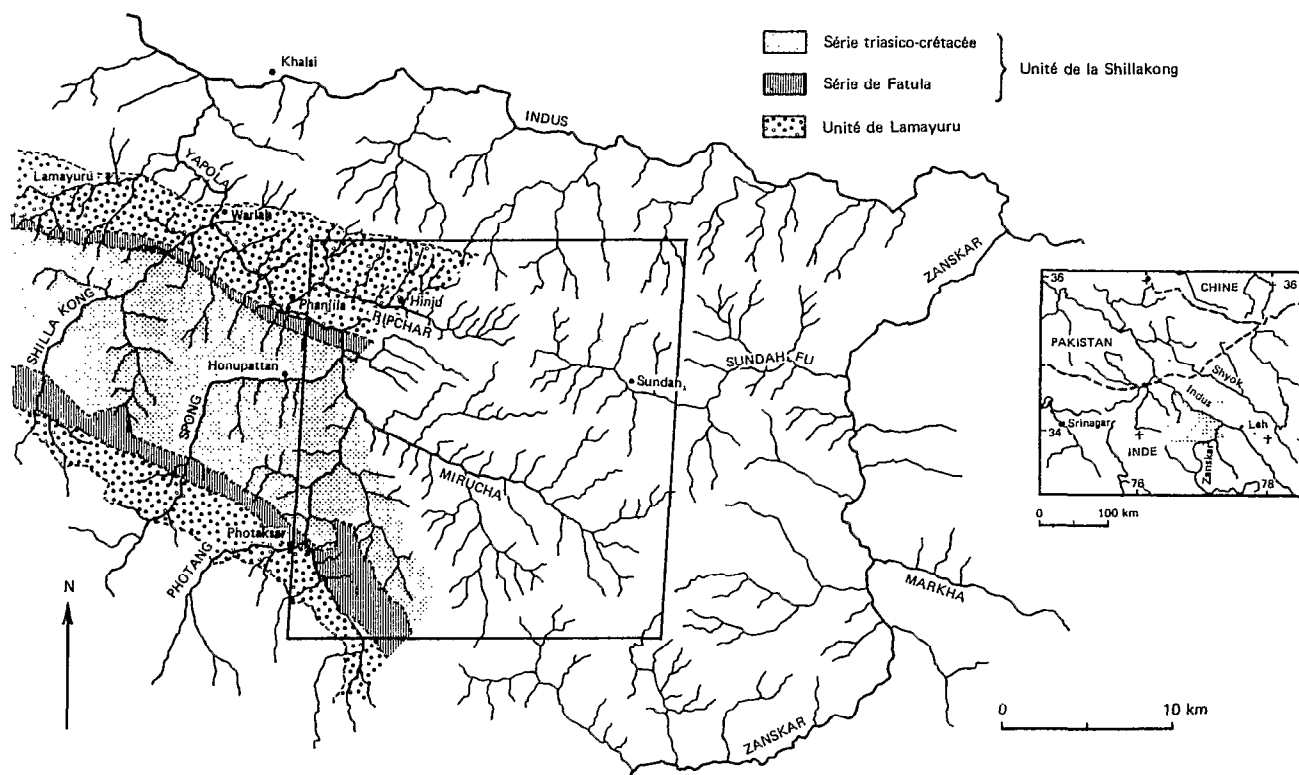 Série triasico-crétacée
Série de Fatula
Unité de la Shillakong
Unité de Lamayuru
Khalsi
INDUS
YAPOLA
Lamayuru
Wanlah
ZANSKAR
Phanjila
Hinju
RIPCHAR
SHILLA KONG
Honupattan
SUNDAH FU
Sundah
SPONG
MIRUCHA
Photaksar
PHOTANG
MARKHA
N
0 10 km
ZANSKAR
36 CHINE 36
PAKISTAN
Shyok
Indus
34 Srinagar
Leh
INDE
Zanskar
76 78
0 100 km